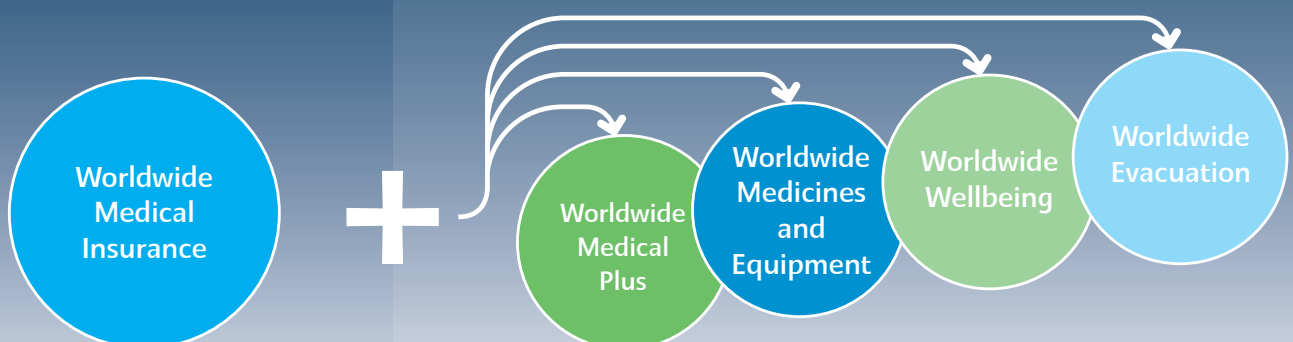 Worldwide
Medical
Insurance
+
Worldwide
Medical
Plus
Worldwide
Medicines
and
Equipment
Worldwide
Wellbeing
Worldwide
Evacuation